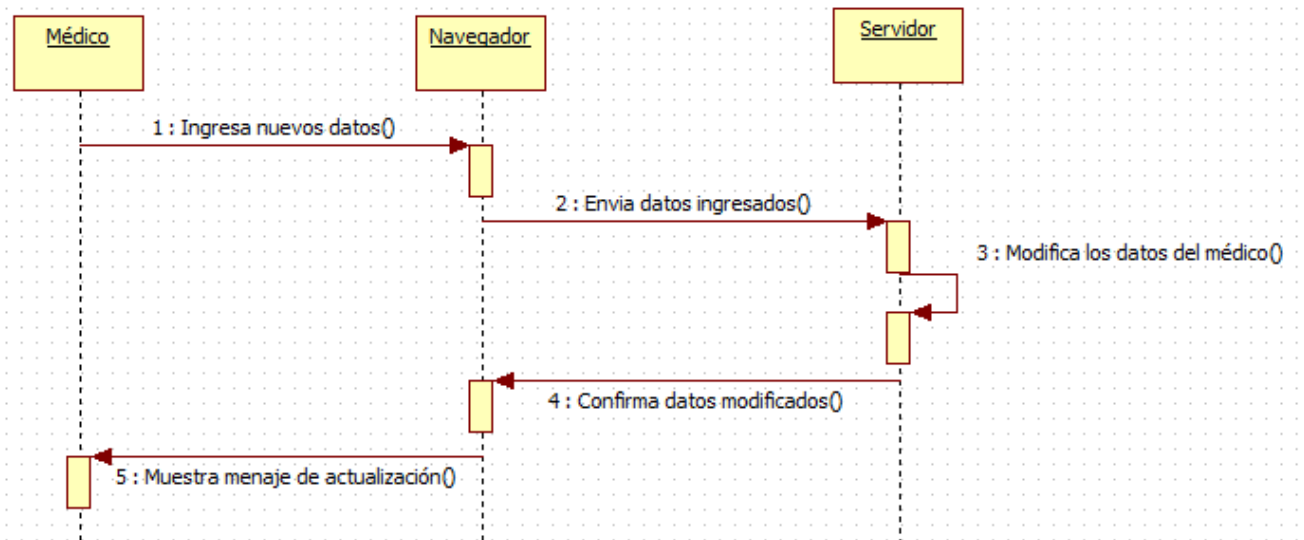 Médico
Navegador
Servidor
1 : Ingresa nuevos datos()
2 : Envia datos ingresados()
3 : Modifica los datos del médico()
4 : Confirma datos modificados()
5 : Muestra menaje de actualización()